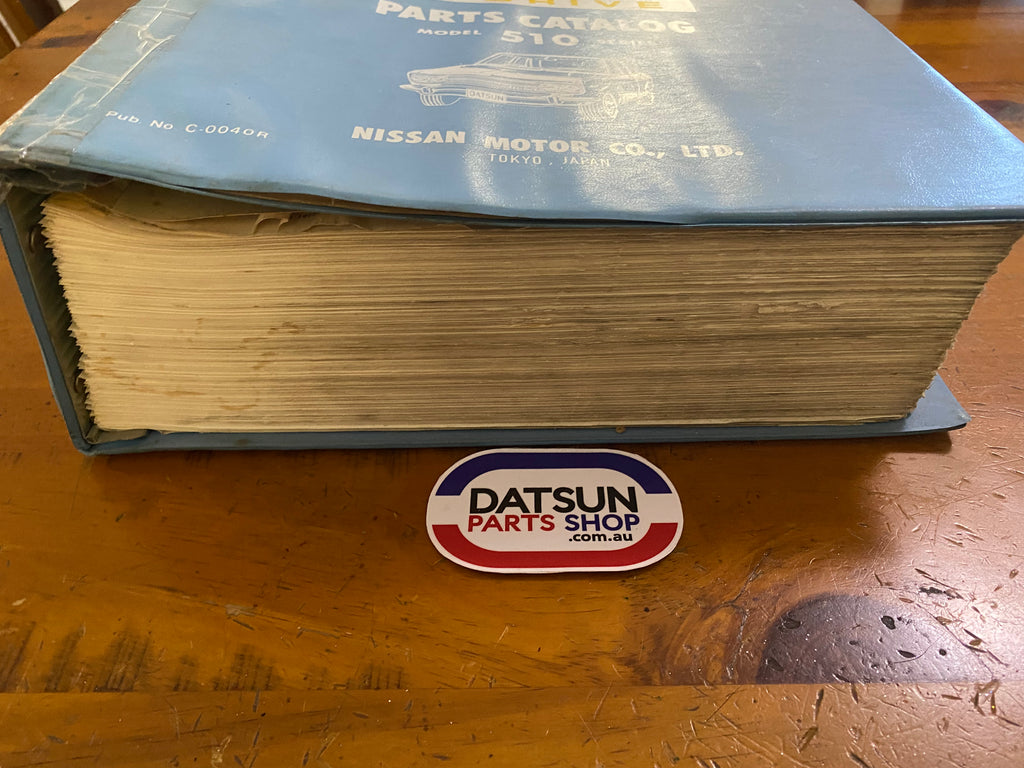 PARTS CATALOG
MODEL 510 SERIES
DATSUN
Pub. No C-0040R
NISSAN MOTOR CO., LTD.
TOKYO, JAPAN
DATSUN
PARTS SHOP
.com.au